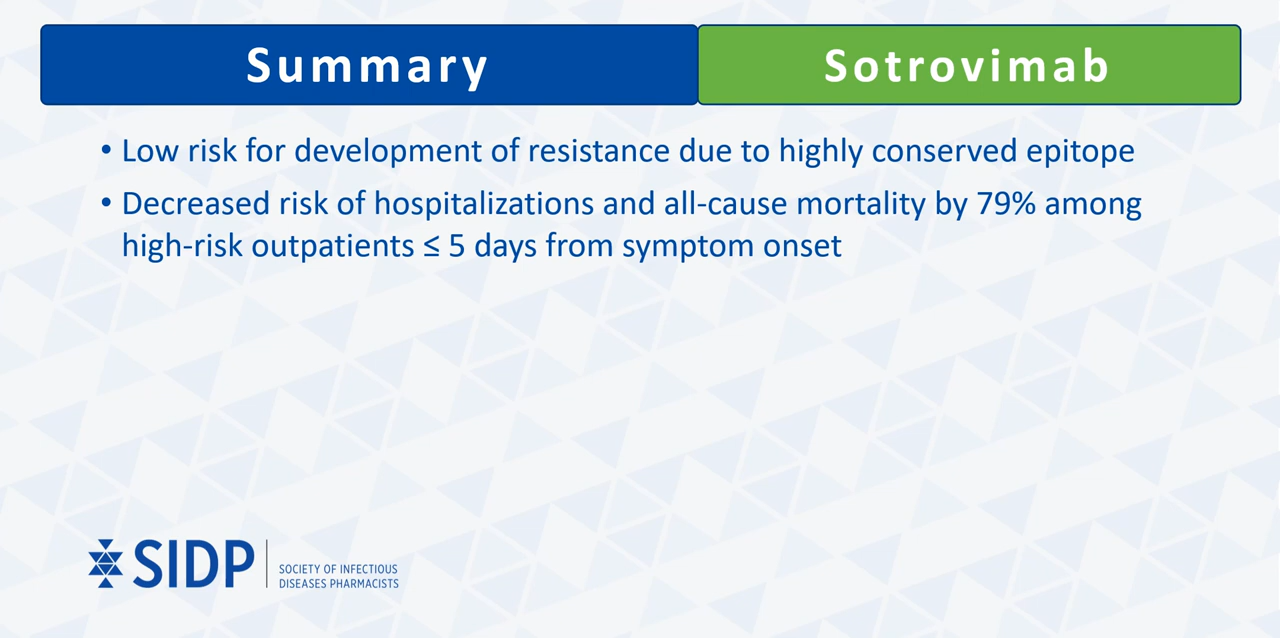 Summary
Sotrovimab
• Low risk for development of resistance due to highly conserved epitope
• Decreased risk of hospitalizations and all-cause mortality by 79% among
high-risk outpatients ≤ 5 days from symptom onset
SIDP
SOCIETY OF INFECTIOUS
DISEASES PHARMACISTS